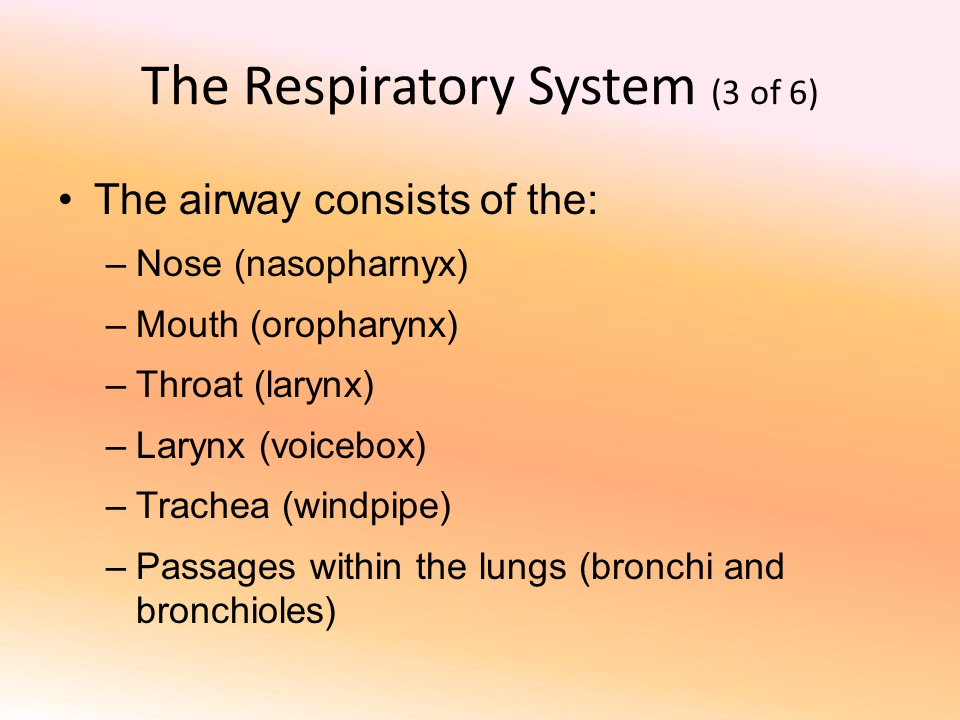 The Respiratory System (3 of 6)
• The airway consists of the:
– Nose (nasopharnyx)
– Mouth (oropharynx)
– Throat (larynx)
– Larynx (voicebox)
– Trachea (windpipe)
– Passages within the lungs (bronchi and
bronchioles)